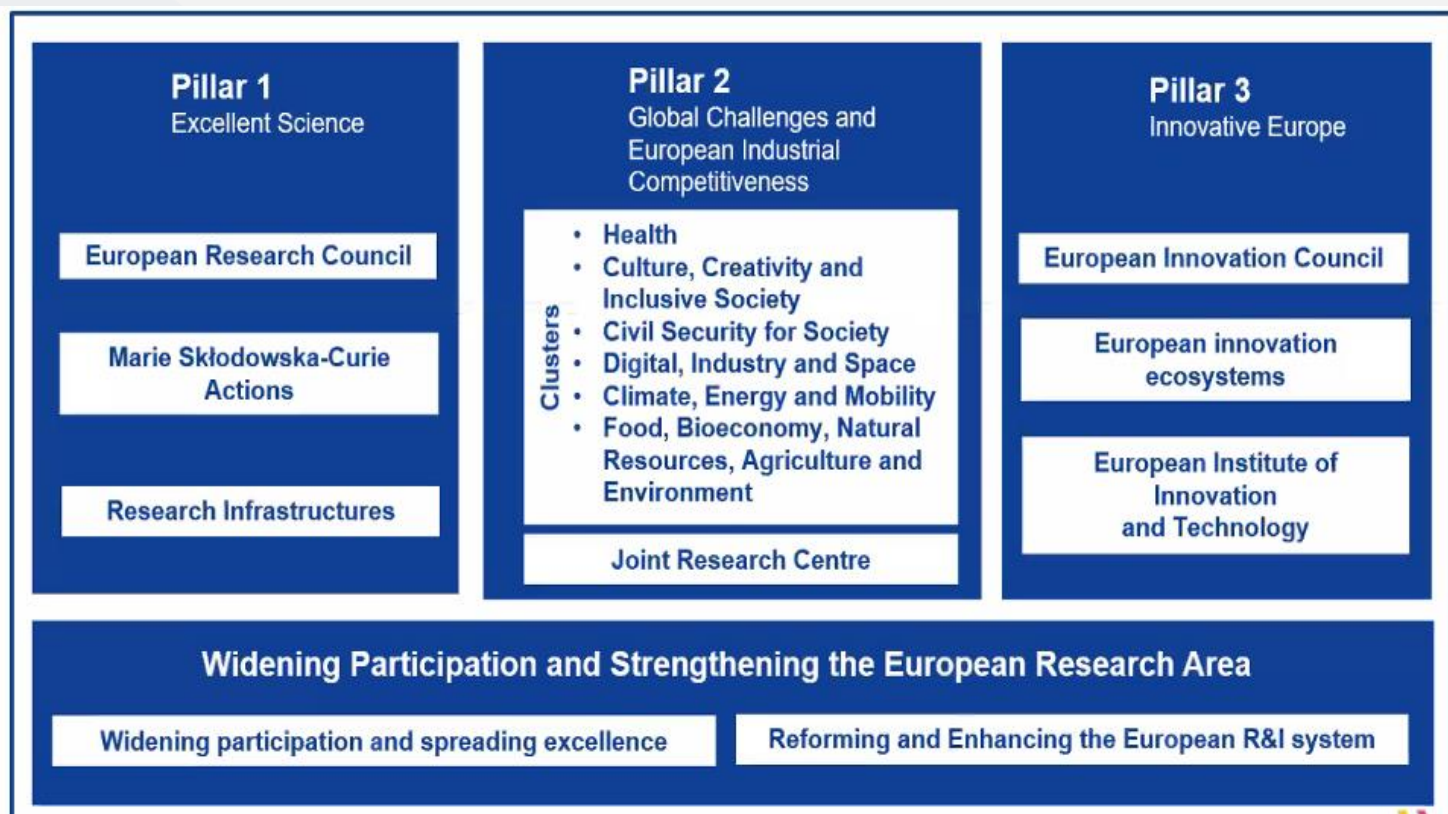 Pillar 1
Excellent Science
European Research Council
Marie Skłodowska-Curie
Actions
Research Infrastructures
Pillar 2
Global Challenges and
European Industrial
Competitiveness
Clusters
• Health
• Culture, Creativity and
Inclusive Society
• Civil Security for Society
• Digital, Industry and Space
• Climate, Energy and Mobility
• Food, Bioeconomy, Natural
Resources, Agriculture and
Environment
Joint Research Centre
Pillar 3
Innovative Europe
European Innovation Council
European innovation
ecosystems
European Institute of
Innovation
and Technology
Widening Participation and Strengthening the European Research Area
Widening participation and spreading excellence
Reforming and Enhancing the European R&I system